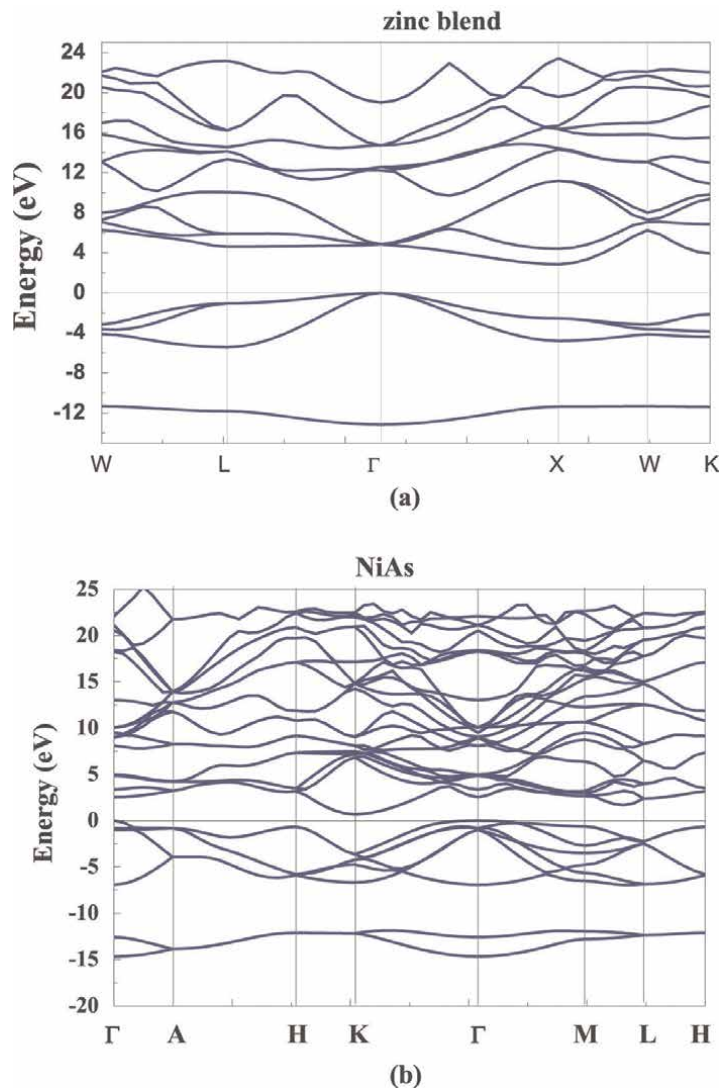 zinc blend
24
20
16
12
8
4
0
-4
-8
-12
Energy (eV)
W L Γ X W K
(a)
NiAs
25
20
15
10
5
0
-5
-10
-15
-20
Energy (eV)
Γ A H K Γ M L H
(b)